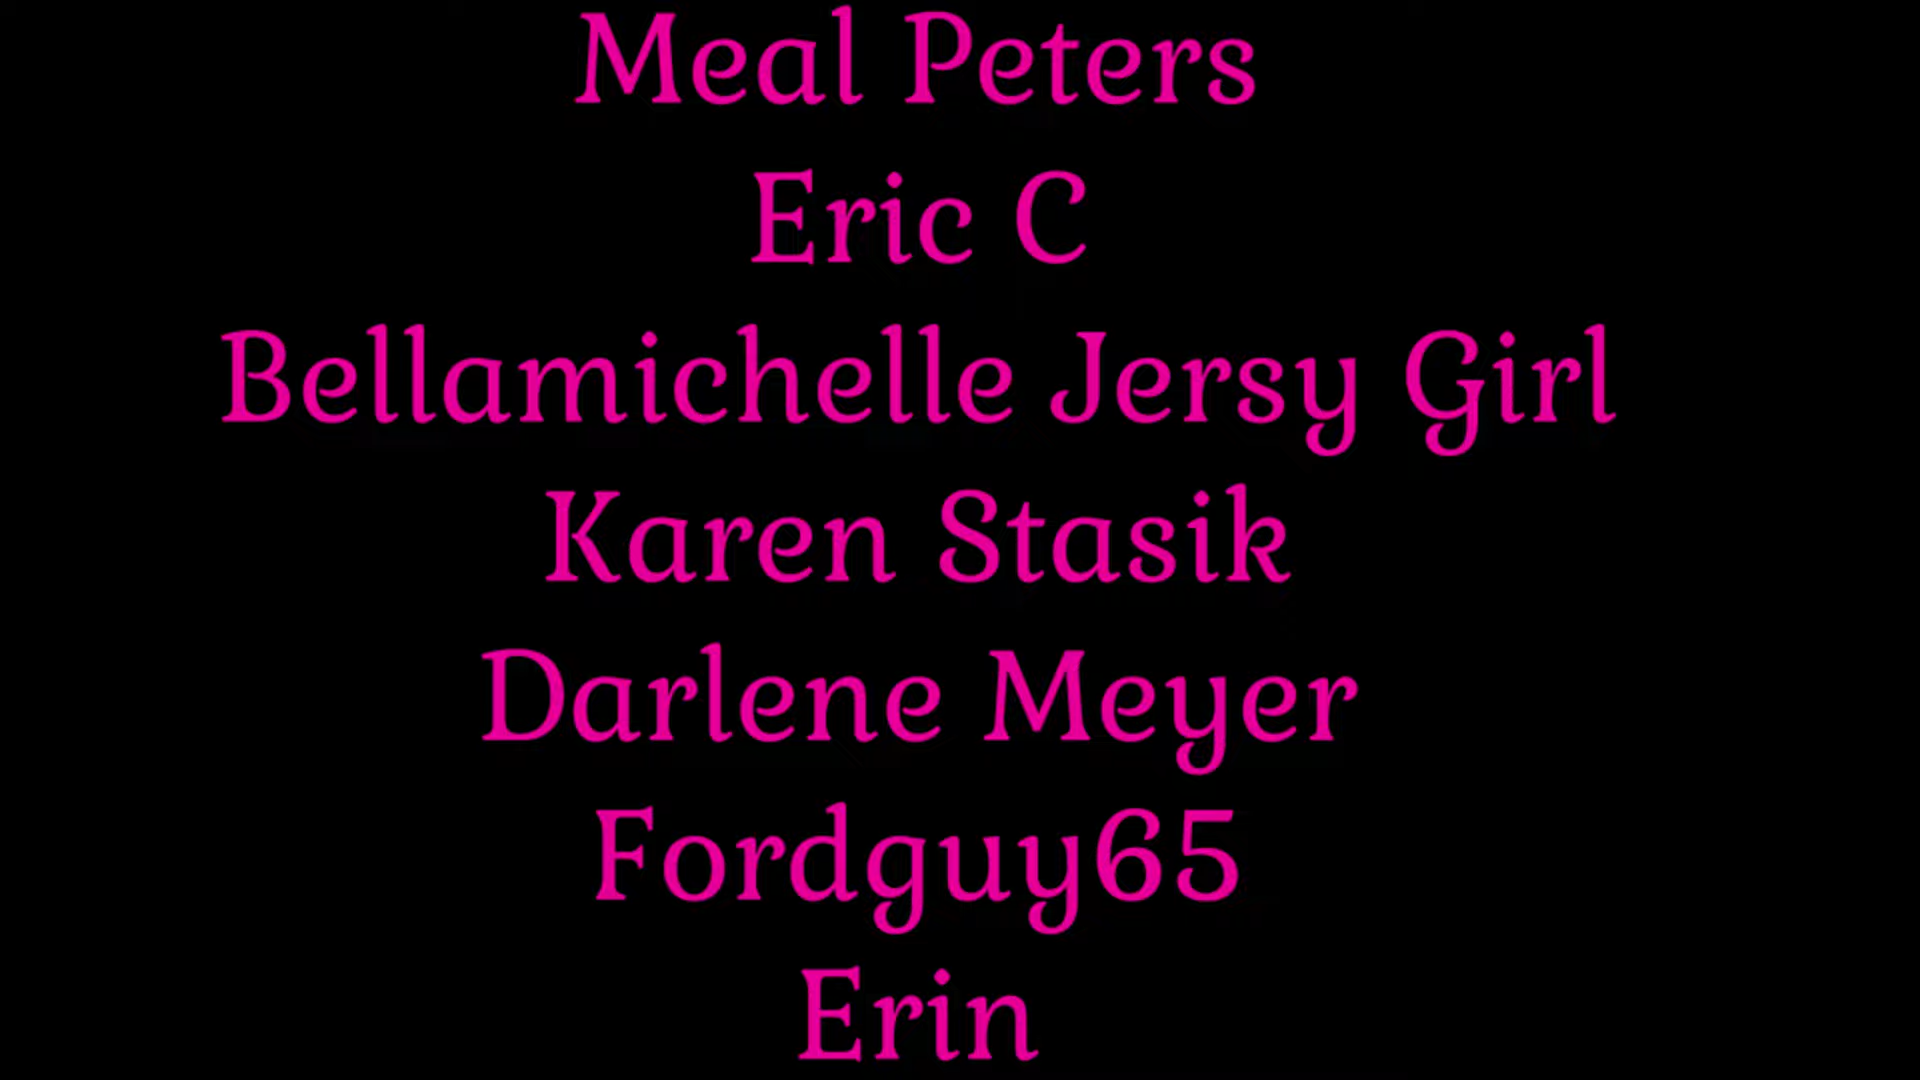 Meal Peters
Eric C
Bellamichelle Jersy Girl
Karen Stasik
Darlene Meyer
Fordguy65
Erin